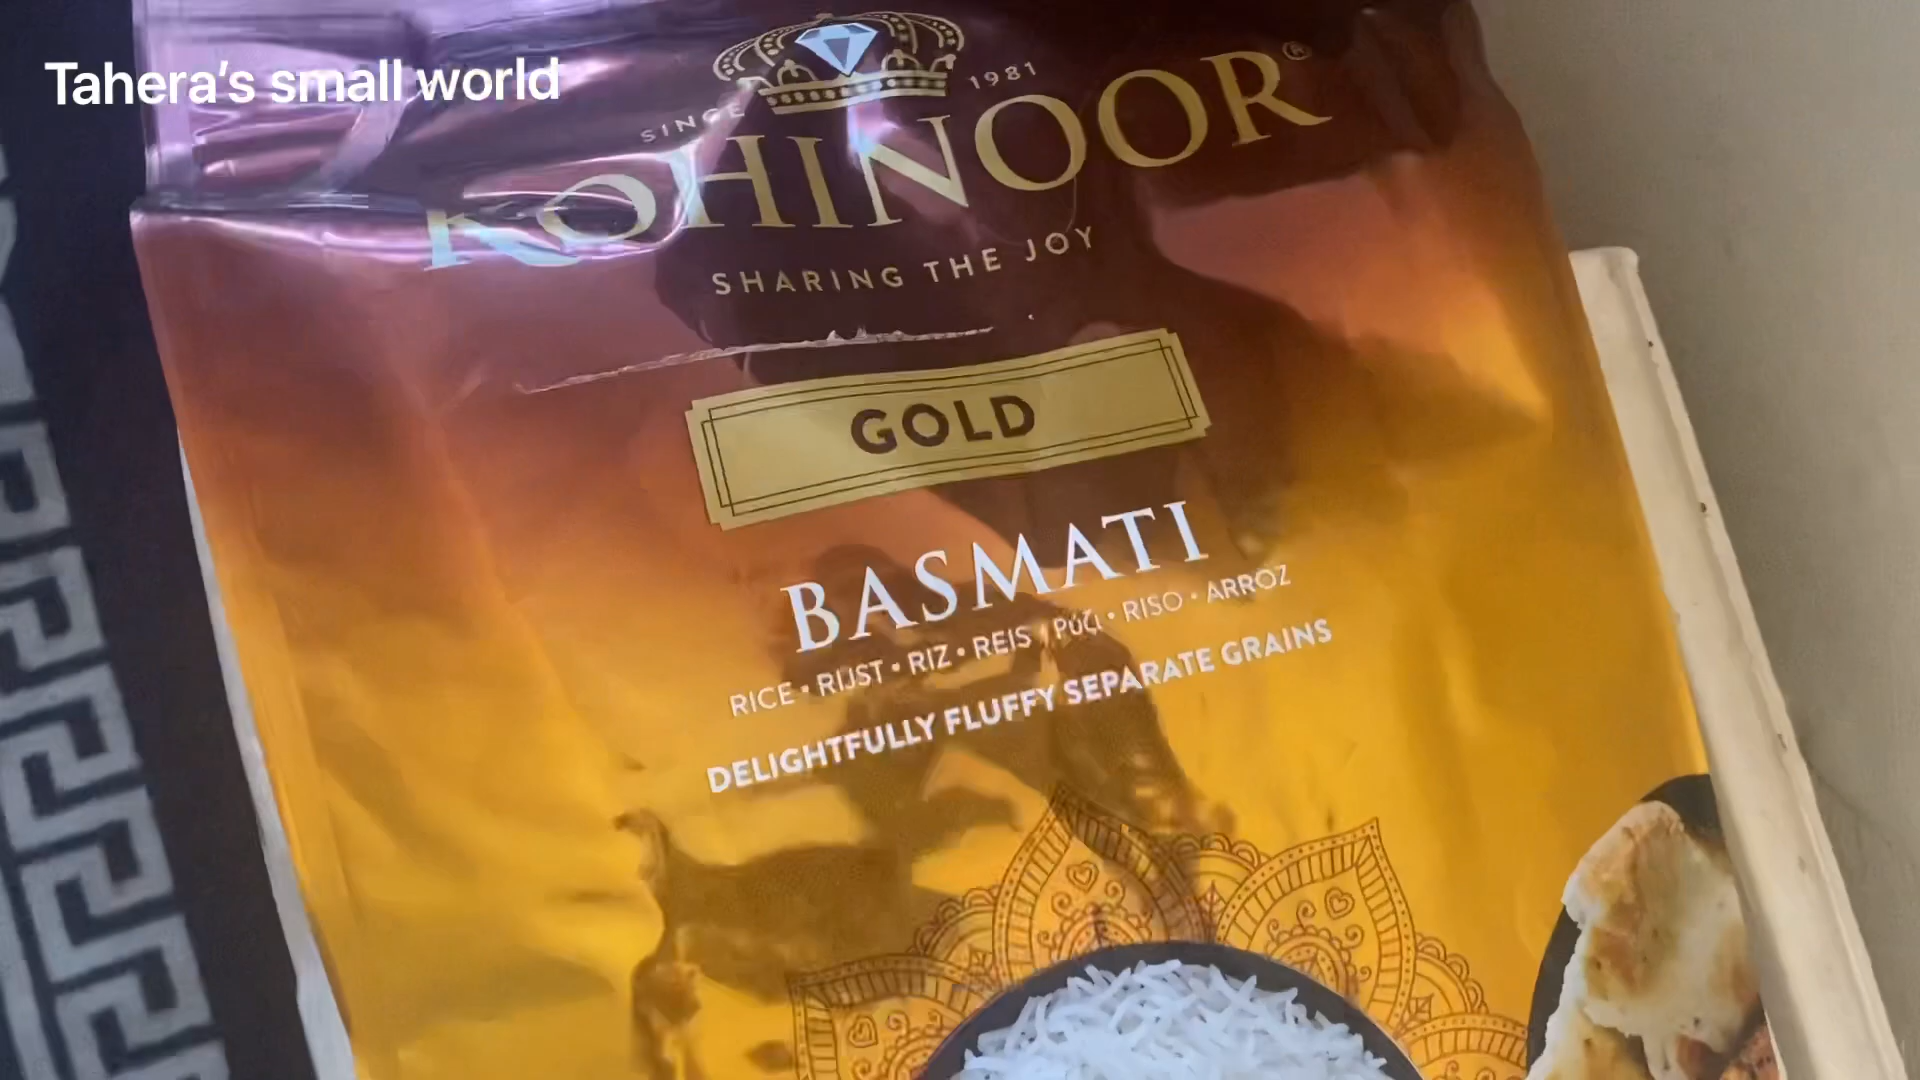 Tahera's small world
SINCE 1981
KOHINOOR®
SHARING THE JOY
GOLD
BASMATI
RICE • RIJST • RIZ • REIS • Ρύζι • RISO • ARROZ
DELIGHTFULLY FLUFFY SEPARATE GRAINS